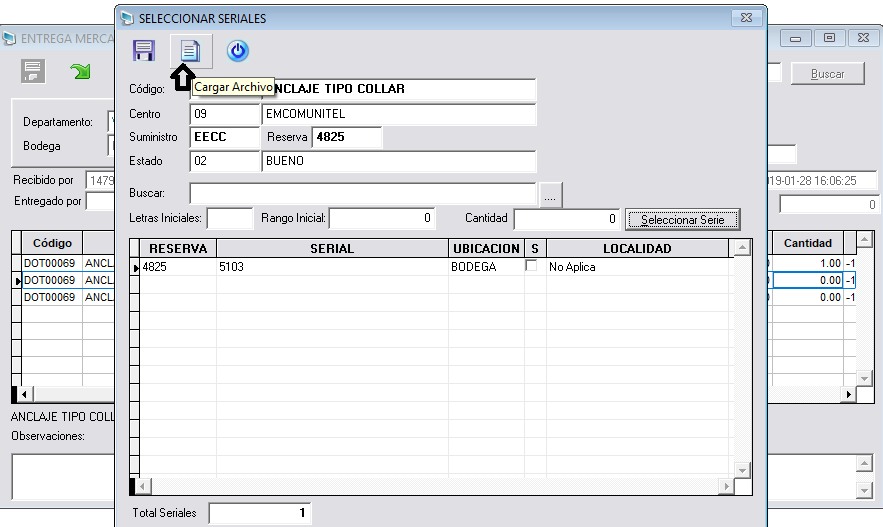 SELECCIONAR SERIALES
ENTREGA MERCA
Buscar
Cargar Archivo
Código: NCLAJE TIPO COLLAR
Centro 09 EMCOMUNITEL
Suministro EECC Reserva 4825
Estado 02 BUENO
Departamento:
Bodega
Recibido por 1479
19-01-28 16:06:25
Entregado por 0
Buscar: ....
Letras Iniciales: Rango Inicial: 0 Cantidad 0 Seleccionar Serie
RESERVA SERIAL UBICACION S LOCALIDAD
4825 5103 BODEGA No Aplica
Código Cantidad
DOT00069 ANCL 1.00 -1
DOT00069 ANCL 0.00 -1
DOT00069 ANCL 0.00 -1
ANCLAJE TIPO COLL
Observaciones:
Total Seriales 1